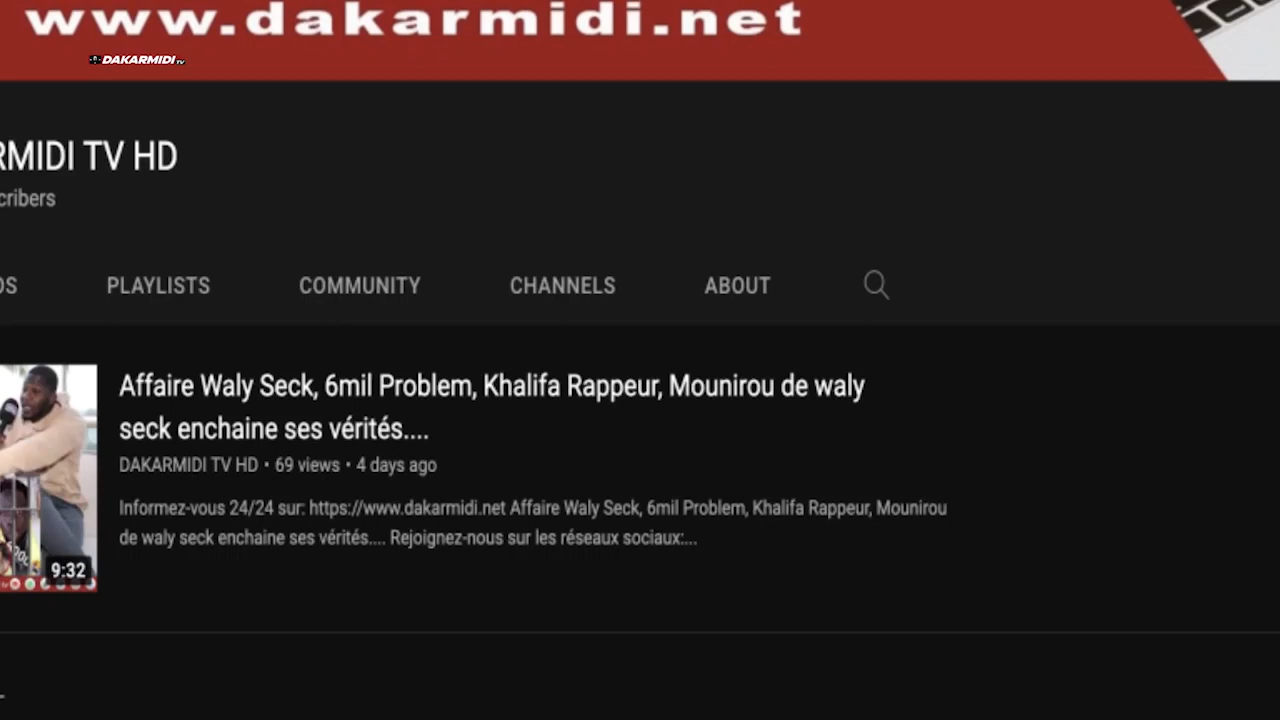 www.dakarmidi.net
DAKARMIDI TV
RMIDI TV HD
cribers
OS PLAYLISTS COMMUNITY CHANNELS ABOUT
Affaire Waly Seck, 6mil Problem, Khalifa Rappeur, Mounirou de waly
seck enchaine ses vérités....
DAKARMIDI TV HD • 69 views • 4 days ago
Informez-vous 24/24 sur: https://www.dakarmidi.net Affaire Waly Seck, 6mil Problem, Khalifa Rappeur, Mounirou
de waly seck enchaine ses vérités.... Rejoignez-nous sur les réseaux sociaux:...
9:32